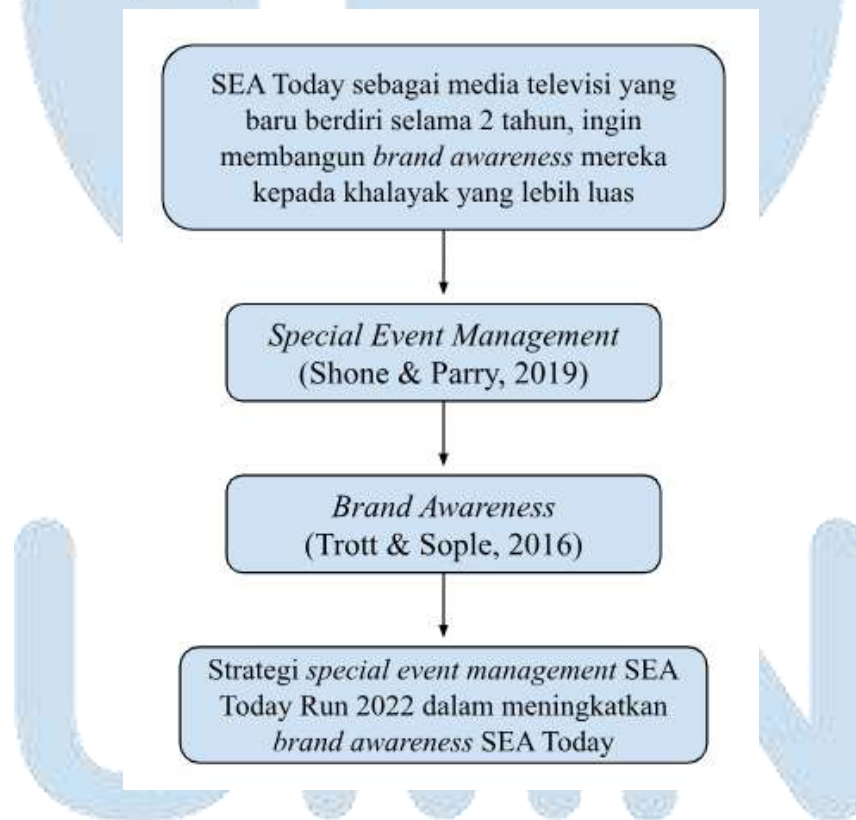 SEA Today sebagai media televisi yang
baru berdiri selama 2 tahun, ingin
membangun brand awareness mereka
kepada khalayak yang lebih luas
Special Event Management
(Shone & Parry, 2019)
Brand Awareness
(Trott & Sople, 2016)
Strategi special event management SEA
Today Run 2022 dalam meningkatkan
brand awareness SEA Today